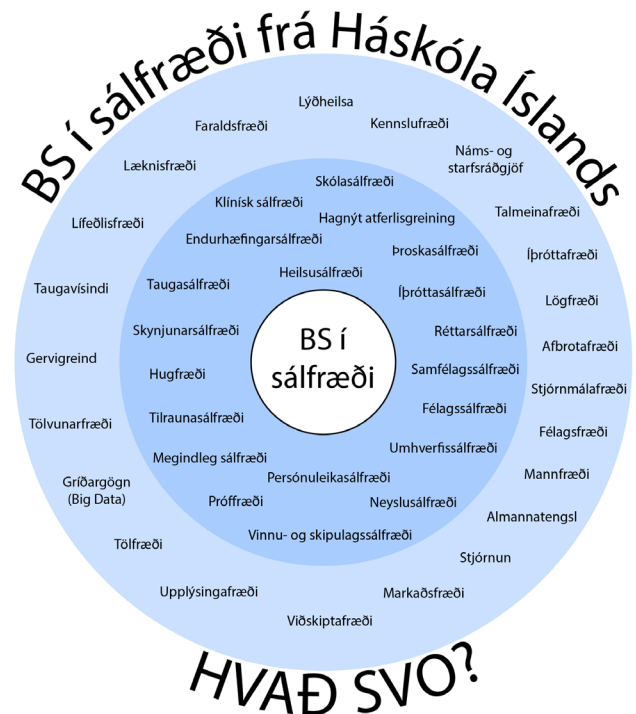 BS í sálfræði frá Háskóla Íslands
Lýðheilsa
Faraldsfræði
Kennslufræði
Læknisfræði
Náms- og
starfsráðgjöf
Lífeðlisfræði
Talmeinafræði
Íþróttafræði
Taugavísindi
Lögfræði
Gervigreind
Afbrotafræði
Stjórnmálafræði
Tölvunarfræði
Félagsfræði
Mannfræði
Gríðargögn
(Big Data)
Almannatengsl
Tölfræði
Stjórnun
Upplýsingafræði
Markaðsfræði
Viðskiptafræði
Skólasálfræði
Klínísk sálfræði
Hagnýt atferlisgreining
Endurhæfingarsálfræði
Þroskasálfræði
Heilsusálfræði
Taugasálfræði
Íþróttasálfræði
Skynjunarsálfræði
Réttarsálfræði
Hugfræði
Samfélagssálfræði
Tilraunasálfræði
Félagssálfræði
Megindleg sálfræði
Umhverfissálfræði
Persónuleikasálfræði
Próffræði
Neyslusálfræði
Vinnu- og skipulagssálfræði
BS í
sálfræði
HVAÐ SVO?